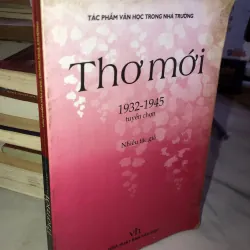 TÁC PHẨM VĂN HỌC TRONG NHÀ TRƯỜNG
Thơ mới
1932-1945
tuyển chọn
Nhiều tác giả